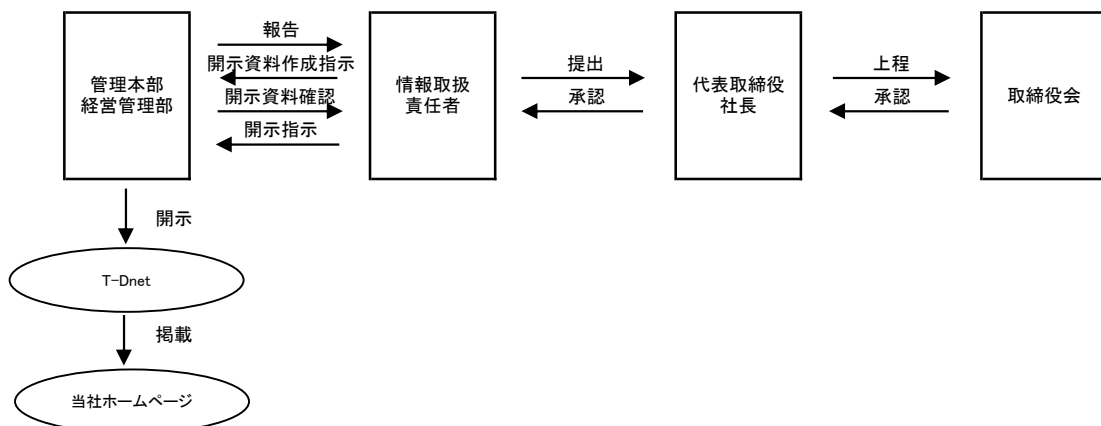 報告
開示資料作成指示
開示資料確認
開示指示
管理本部
経営管理部
情報取扱
責任者
提出
承認
代表取締役
社長
上程
承認
取締役会
開示
T-Dnet
掲載
当社ホームページ